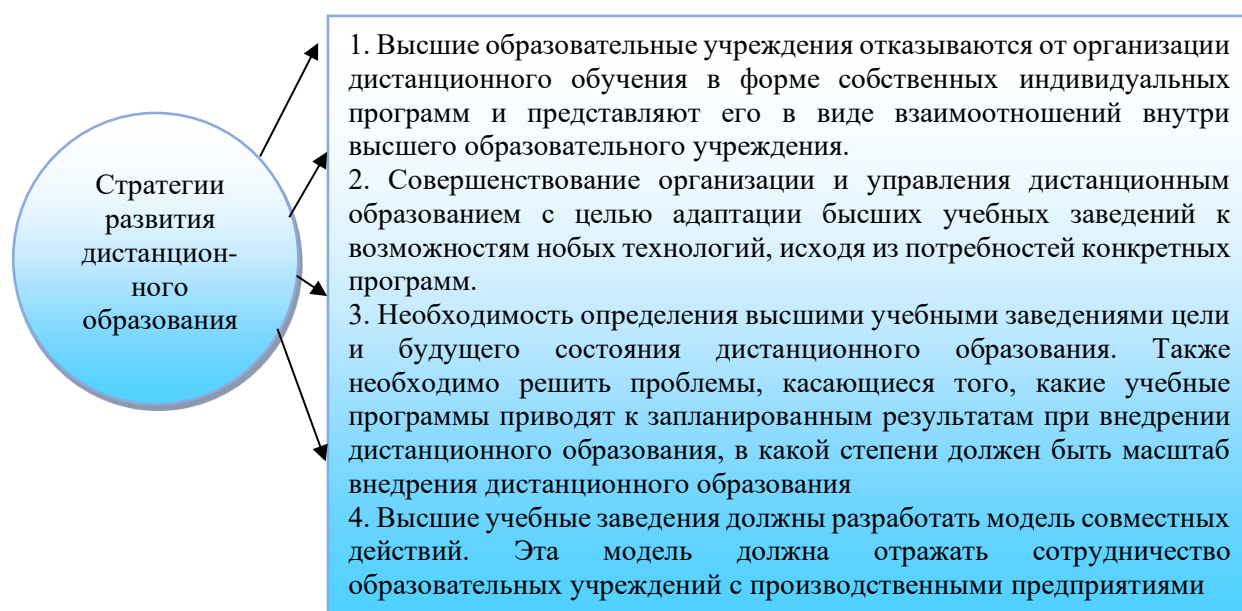 Стратегии
развития
дистанцион-
ного
образования
1. Высшие образовательные учреждения отказываются от организации
дистанционного обучения в форме собственных индивидуальных
программ и представляют его в виде взаимоотношений внутри
высшего образовательного учреждения.
2. Совершенствование организации и управления дистанционным
образованием с целью адаптации бысших учебных заведений к
возможностям нобых технологий, исходя из потребностей конкретных
программ.
3. Необходимость определения высшими учебными заведениями цели
и будущего состояния дистанционного образования. Также
необходимо решить проблемы, касающиеся того, какие учебные
программы приводят к запланированным результатам при внедрении
дистанционного образования, в какой степени должен быть масштаб
внедрения дистанционного образования
4. Высшие учебные заведения должны разработать модель совместных
действий. Эта модель должна отражать сотрудничество
образовательных учреждений с производственными предприятиями